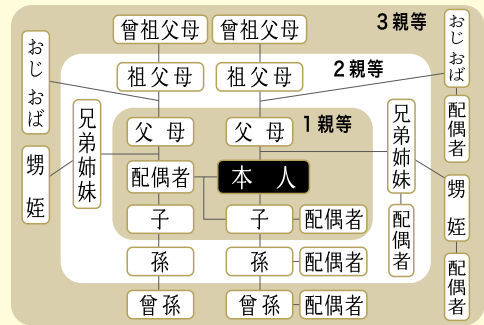 曾祖父母
曾祖父母
3親等
おじ おば
おじ おば
祖父母
祖父母
2親等
配偶者
兄弟姉妹
父 母
父 母
1親等
兄弟姉妹
甥 姪
配偶者
本 人
甥 姪
子
子
配偶者
配偶者
孫
孫
配偶者
配偶者
曾孫
曾孫
配偶者